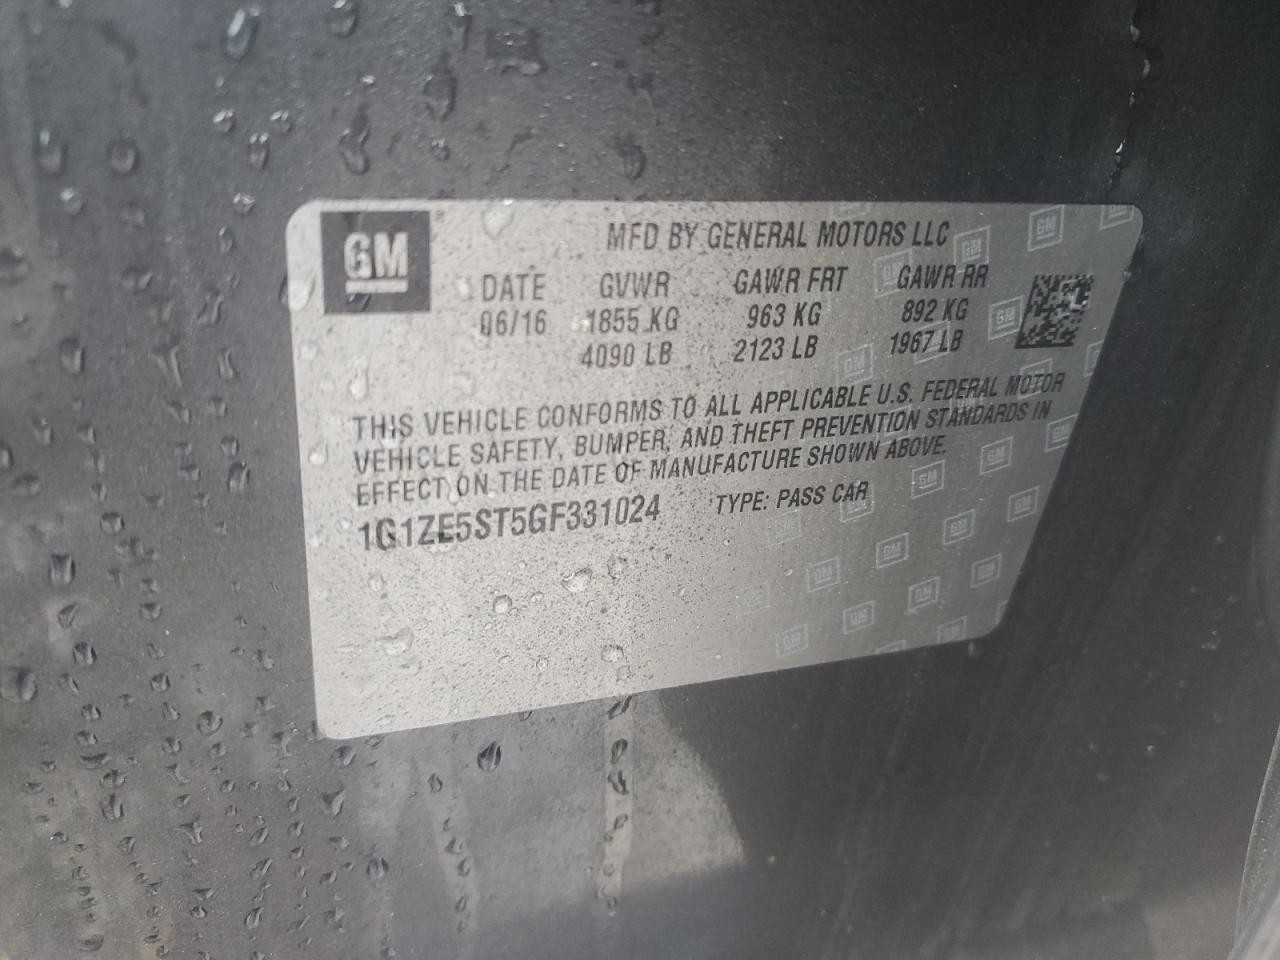 GM
MFD BY GENERAL MOTORS LLC
DATE GVWR GAWR FRT GAWR RR
06/16 1855 KG 963 KG 892 KG
4090 LB 2123 LB 1967 LB
THIS VEHICLE CONFORMS TO ALL APPLICABLE U.S. FEDERAL MOTOR
VEHICLE SAFETY, BUMPER, AND THEFT PREVENTION STANDARDS IN
EFFECT ON THE DATE OF MANUFACTURE SHOWN ABOVE.
1G1ZE5ST5GF331024 TYPE: PASS CAR